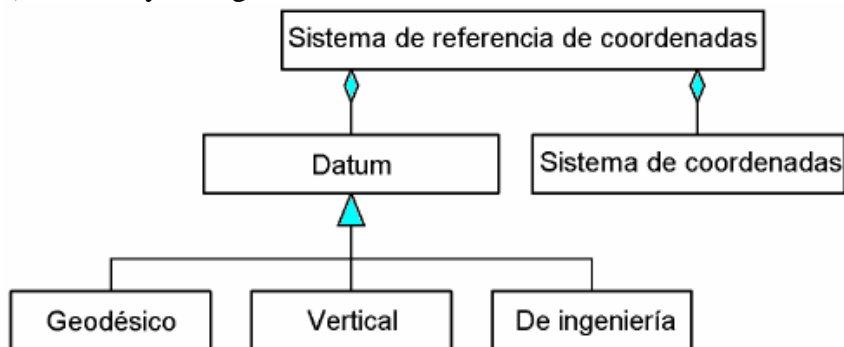 Sistema de referencia de coordenadas
Datum
Sistema de coordenadas
Geodésico
Vertical
De ingeniería